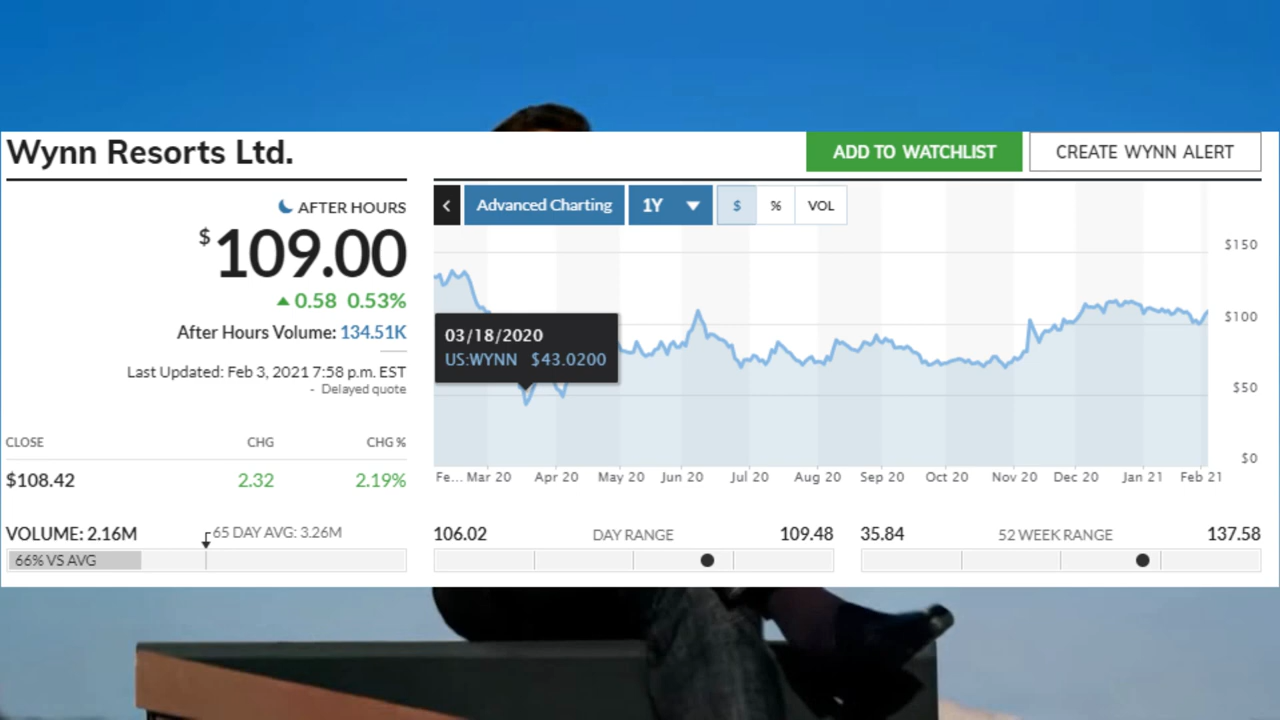 Wynn Resorts Ltd.
ADD TO WATCHLIST
CREATE WYNN ALERT
AFTER HOURS
$109.00
0.58 0.53%
After Hours Volume: 134.51K
Last Updated: Feb 3, 2021 7:58 p.m. EST
- Delayed quote
CLOSE CHG CHG %
$108.42 2.32 2.19%
VOLUME: 2.16M 65 DAY AVG: 3.26M
66% VS AVG
Advanced Charting 1Y $ % VOL
$150
$100
$50
$0
03/18/2020
US:WYNN $43.0200
Fe... Mar 20 Apr 20 May 20 Jun 20 Jul 20 Aug 20 Sep 20 Oct 20 Nov 20 Dec 20 Jan 21 Feb 21
106.02 DAY RANGE 109.48
35.84 52 WEEK RANGE 137.58